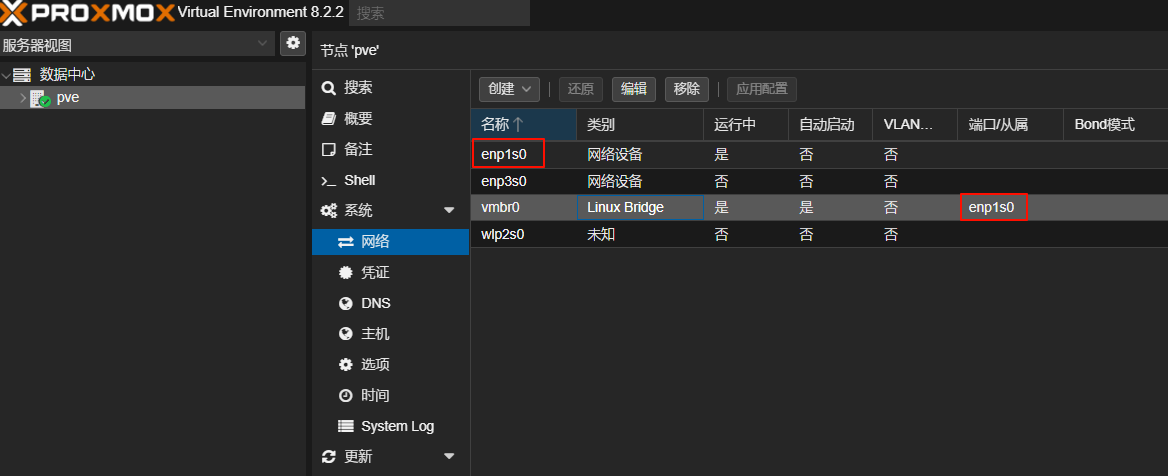 PROXMOX Virtual Environment 8.2.2 搜索
服务器视图
数据中心
pve
节点 'pve'
搜索
概要
备注
Shell
系统
网络
凭证
DNS
主机
选项
时间
System Log
更新
创建 还原 编辑 移除 应用配置
名称 类别 运行中 自动启动 VLAN... 端口/从属 Bond模式
enp1s0 网络设备 是 否 否
enp3s0 网络设备 否 否 否
vmbr0 Linux Bridge 是 是 否 enp1s0
wlp2s0 未知 否 否 否